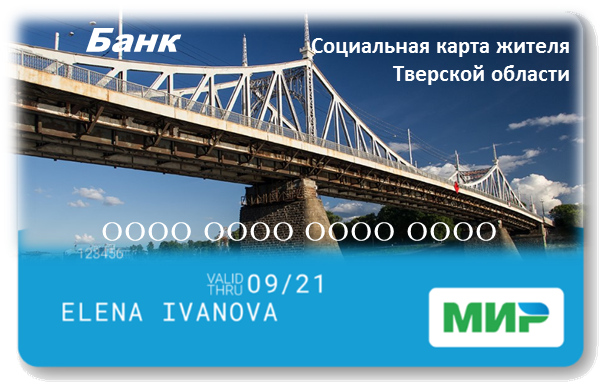 Банк
Социальная карта жителя
Тверской области
0000 0000 0000 0000
123456
VALID
THRU 09/21
ELENA IVANOVA
МИР